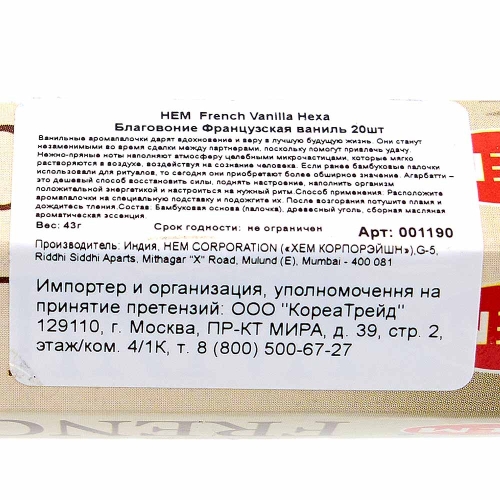 HEM French Vanilla Hexa
Благовоние Французская ваниль 20шт
Ванильные аромапалочки дарят вдохновение и веру в лучшую будущую жизнь. Они станут
незаменимыми во время сделки между партнерами, поскольку помогут привлечь удачу.
Нежно-пряные ноты наполняют атмосферу целебными микрочастицами, которые мягко
растворяются в воздухе, воздействуя на сознание человека. Если ранее бамбуковые палочки
использовали для ритуалов, то сегодня они приобретают более обширное значение. Агарбатти –
это дешевый способ восстановить силы, поднять настроение, наполнить организм
положительной энергетикой и настроиться на нужный ритм. Способ применения: Расположите
аромапалочки на специальную подставку и подожгите их. После возгорания потушите пламя и
дождитесь тления.Состав: Бамбуковая основа (палочка), древесный уголь, сборная масляная
ароматическая эссенция.
Вес: 43г Срок годности: не ограничен Арт: 001190
Производитель: Индия, HEM CORPORATION («ХЕМ КОРПОРЭЙШН»),G-5,
Riddhi Siddhi Aparts, Mithagar "X" Road, Mulund (E), Mumbai - 400 081
Импортер и организация, уполномочення на
принятие претензий: ООО "КореаТрейд"
129110, г. Москва, ПР-КТ МИРА, д. 39, стр. 2,
этаж/ком. 4/1К, т. 8 (800) 500-67-27